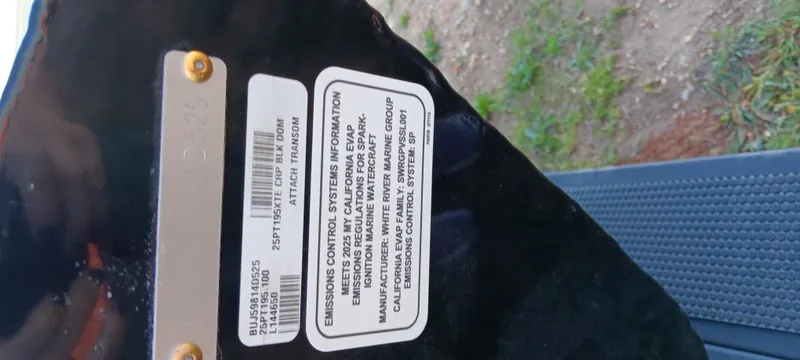 D525
BUJ59814D525
25PT195.100
L144650
25PT195XTE CHIP BLK DOM
ATTACH TRANSOM
EMISSIONS CONTROL SYSTEMS INFORMATION
MEETS 2025 MY CALIFORNIA EVAP
EMISSIONS REGULATIONS FOR SPARK-
IGNITION MARINE WATERCRAFT
MANUFACTURER: WHITE RIVER MARINE GROUP
CALIFORNIA EVAP FAMILY: SWRGPVSSL001
EMISSIONS CONTROL SYSTEM: SP